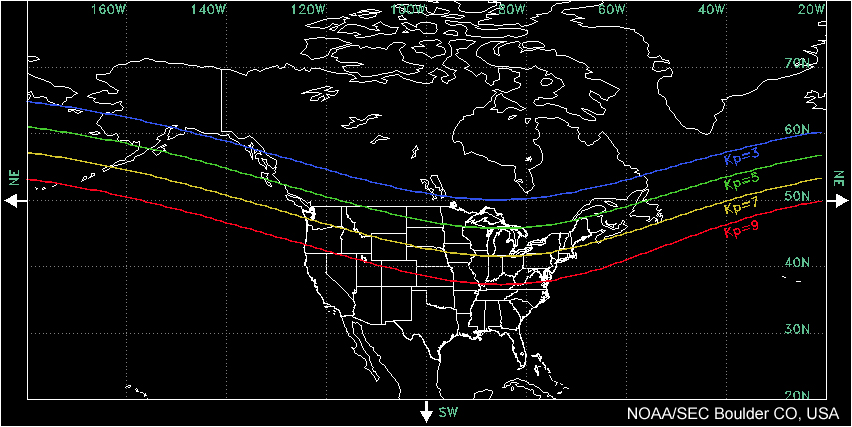 160W 140W 120W 100W 80W 60W 40W 20W
70N
60N
Kp=3
Kp=5
NE
NE
50N
Kp=7
Kp=9
40N
30N
20N
SW
NOAA/SEC Boulder CO, USA